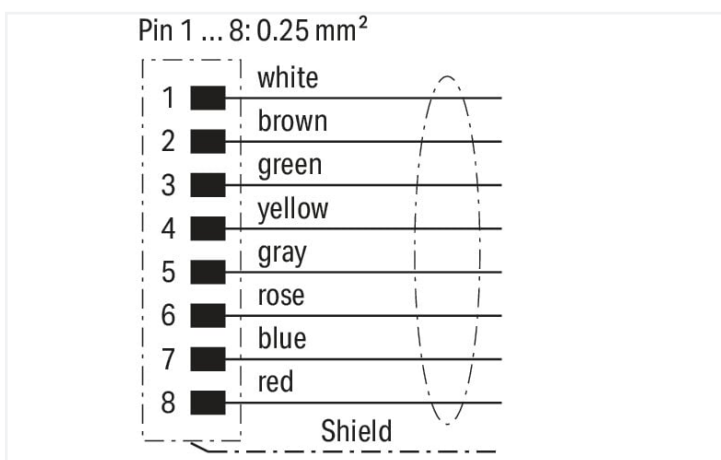 Pin 1 ... 8: 0.25 mm²
1 white
2 brown
3 green
4 yellow
5 gray
6 rose
7 blue
8 red
Shield